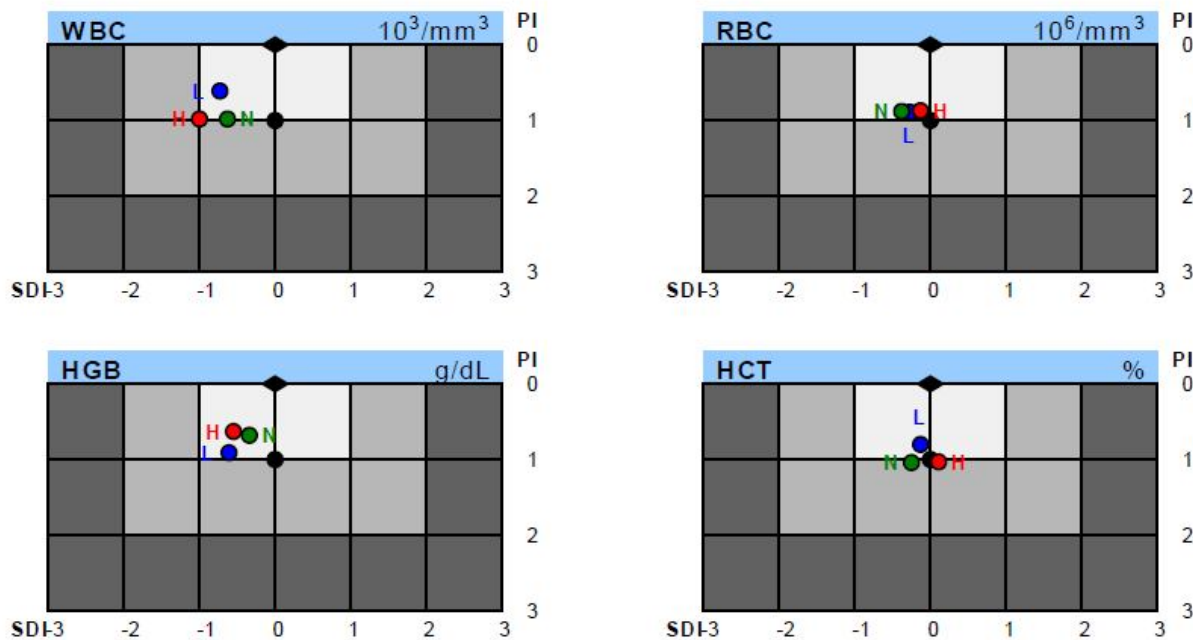 WBC 10³/mm³ PI
0
L
H N 1
2
3
SDI-3 -2 -1 0 1 2 3
RBC 10⁶/mm³ PI
0
N H 1
L
2
3
SDI-3 -2 -1 0 1 2 3
HGB g/dL PI
0
H N
L 1
2
3
SDI-3 -2 -1 0 1 2 3
HCT % PI
0
L
N H 1
2
3
SDI-3 -2 -1 0 1 2 3